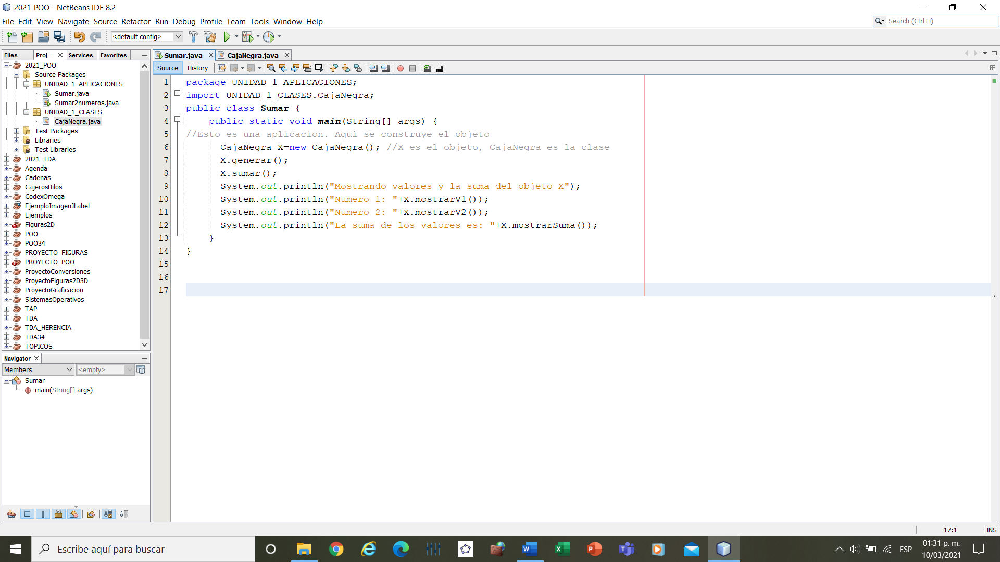 2021_POO - NetBeans IDE 8.2
File Edit View Navigate Source Refactor Run Debug Profile Team Tools Window Help
Search (Ctrl+I)
<default config>
Files Proj... Services Favorites
2021_POO
Source Packages
UNIDAD_1_APLICACIONES
Sumar.java
Sumar2numeros.java
UNIDAD_1_CLASES
CajaNegra.java
Test Packages
Libraries
Test Libraries
2021_TDA
Agenda
Cadenas
CajerosHilos
CodexOmega
EjemploImagenJLabel
Ejemplos
Figuras2D
POO
POO34
PROYECTO_FIGURAS
PROYECTO_POO
ProyectoConversiones
ProyectoFiguras2D3D
ProyectoGraficacion
SistemasOperativos
TAP
TDA
TDA_HERENCIA
TDA34
TOPICOS
Navigator
Members <empty>
Sumar
main(String[] args)
Sumar.java CajaNegra.java
Source History
1 package UNIDAD_1_APLICACIONES;
2 import UNIDAD_1_CLASES.CajaNegra;
3 public class Sumar {
4 public static void main(String[] args) {
5 //Esto es una aplicacion. Aquí se construye el objeto
6 CajaNegra X=new CajaNegra(); //X es el objeto, CajaNegra es la clase
7 X.generar();
8 X.sumar();
9 System.out.println("Mostrando valores y la suma del objeto X");
10 System.out.println("Numero 1: "+X.mostrarV1());
11 System.out.println("Numero 2: "+X.mostrarV2());
12 System.out.println("La suma de los valores es: "+X.mostrarSuma());
13 }
14 }
15
16
17
17:1 INS
Escribe aquí para buscar
ESP
01:31 p. m.
10/03/2021